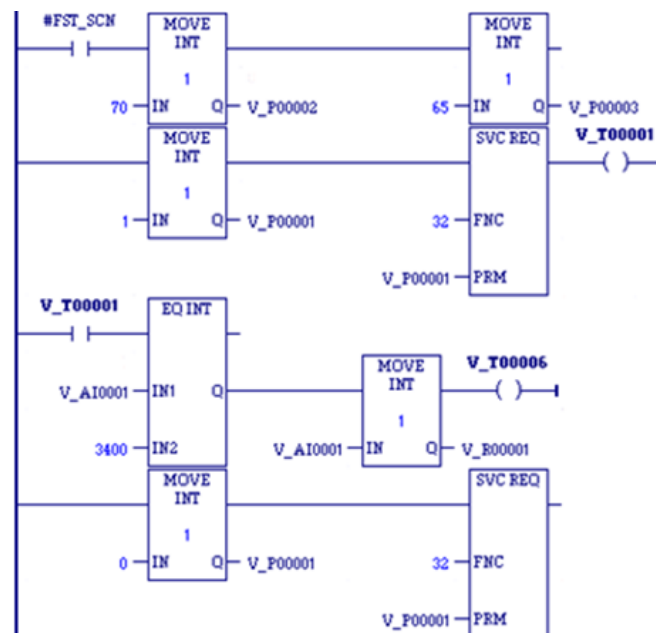 #FST_SCN
MOVE INT
1
70 IN Q V_P00002
MOVE INT
1
65 IN Q V_P00003
MOVE INT
1
1 IN Q V_P00001
SVC REQ
V_T00001
32 FNC
V_P00001 PRM
V_T00001
EQ INT
V_AI0001 IN1 Q
3400 IN2
MOVE INT
1
V_AI0001 IN Q V_R00001
V_T00006
MOVE INT
1
0 IN Q V_P00001
SVC REQ
32 FNC
V_P00001 PRM